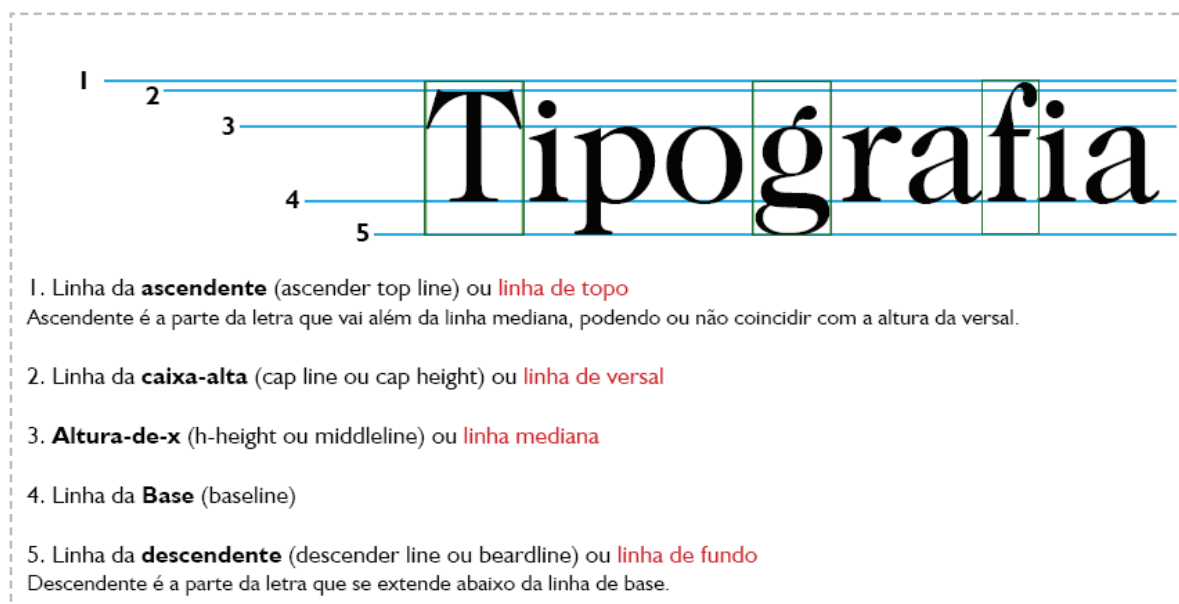 1
2
3
4
5
Tipografia
1. Linha da ascendente (ascender top line) ou linha de topo
Ascendente é a parte da letra que vai além da linha mediana, podendo ou não coincidir com a altura da versal.
2. Linha da caixa-alta (cap line ou cap height) ou linha de versal
3. Altura-de-x (h-height ou middleline) ou linha mediana
4. Linha da Base (baseline)
5. Linha da descendente (descender line ou beardline) ou linha de fundo
Descendente é a parte da letra que se extende abaixo da linha de base.